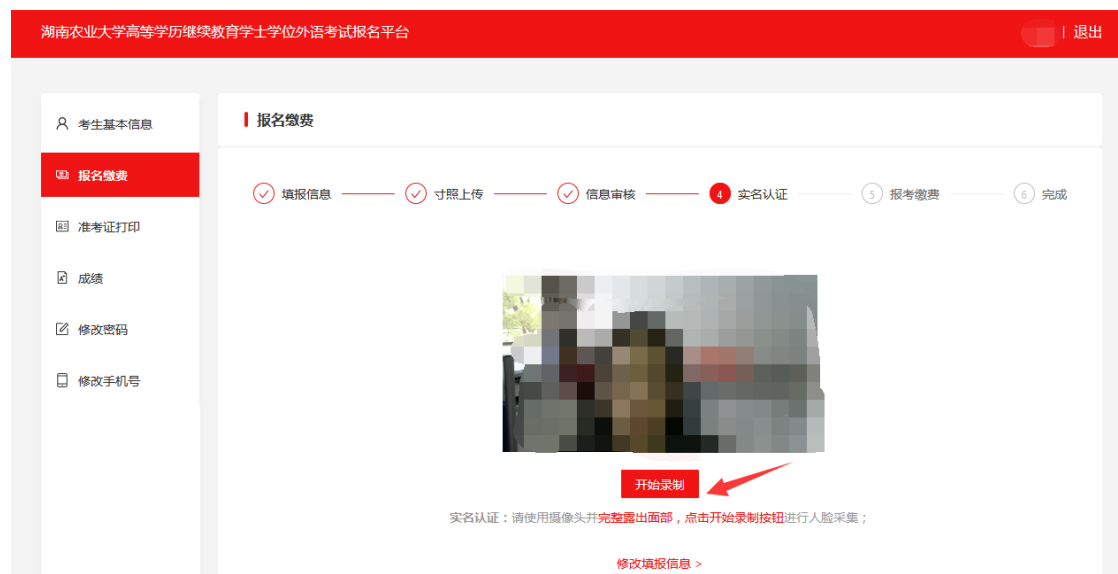 湖南农业大学高等学历继续教育学士学位外语考试报名平台
| 退出
考生基本信息
报名缴费
准考证打印
成绩
修改密码
修改手机号
报名缴费
填报信息
寸照上传
信息审核
4 实名认证
5 报考缴费
6 完成
开始录制
实名认证：请使用摄像头并完整露出面部，点击开始录制按钮进行人脸采集；
修改填报信息 >